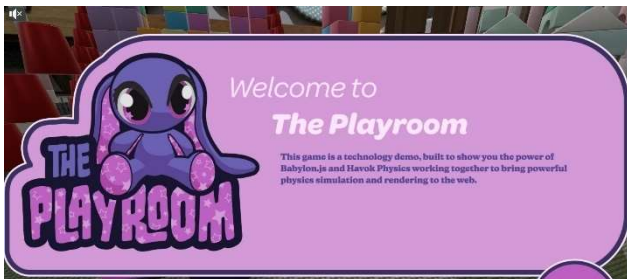 Welcome to
The Playroom
THE
PLAYROOM
This game is a technology demo, built to show you the power of
Babylon.js and Havok Physics working together to bring powerful
physics simulation and rendering to the web.